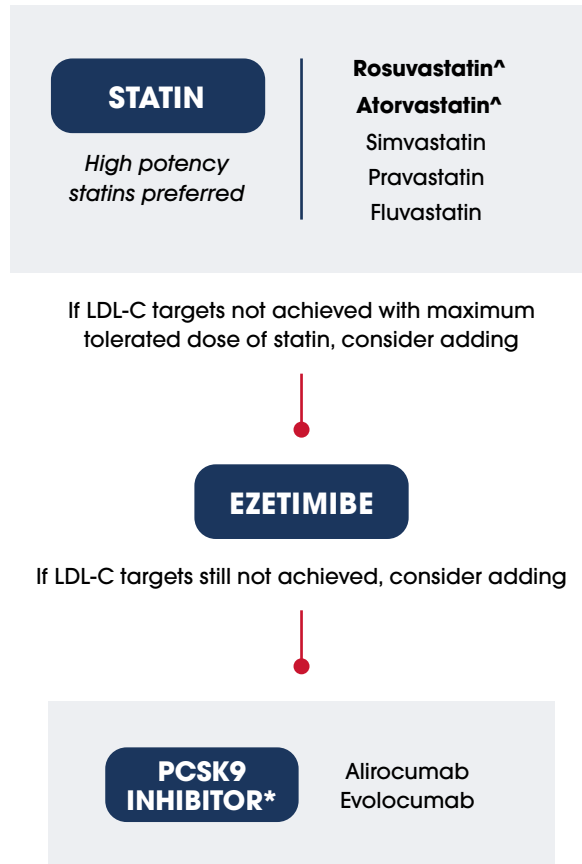 STATIN
High potency
statins preferred
Rosuvastatin^
Atorvastatin^
Simvastatin
Pravastatin
Fluvastatin
If LDL-C targets not achieved with maximum
tolerated dose of statin, consider adding
EZETIMIBE
If LDL-C targets still not achieved, consider adding
PCSK9
INHIBITOR*
Alirocumab
Evolocumab